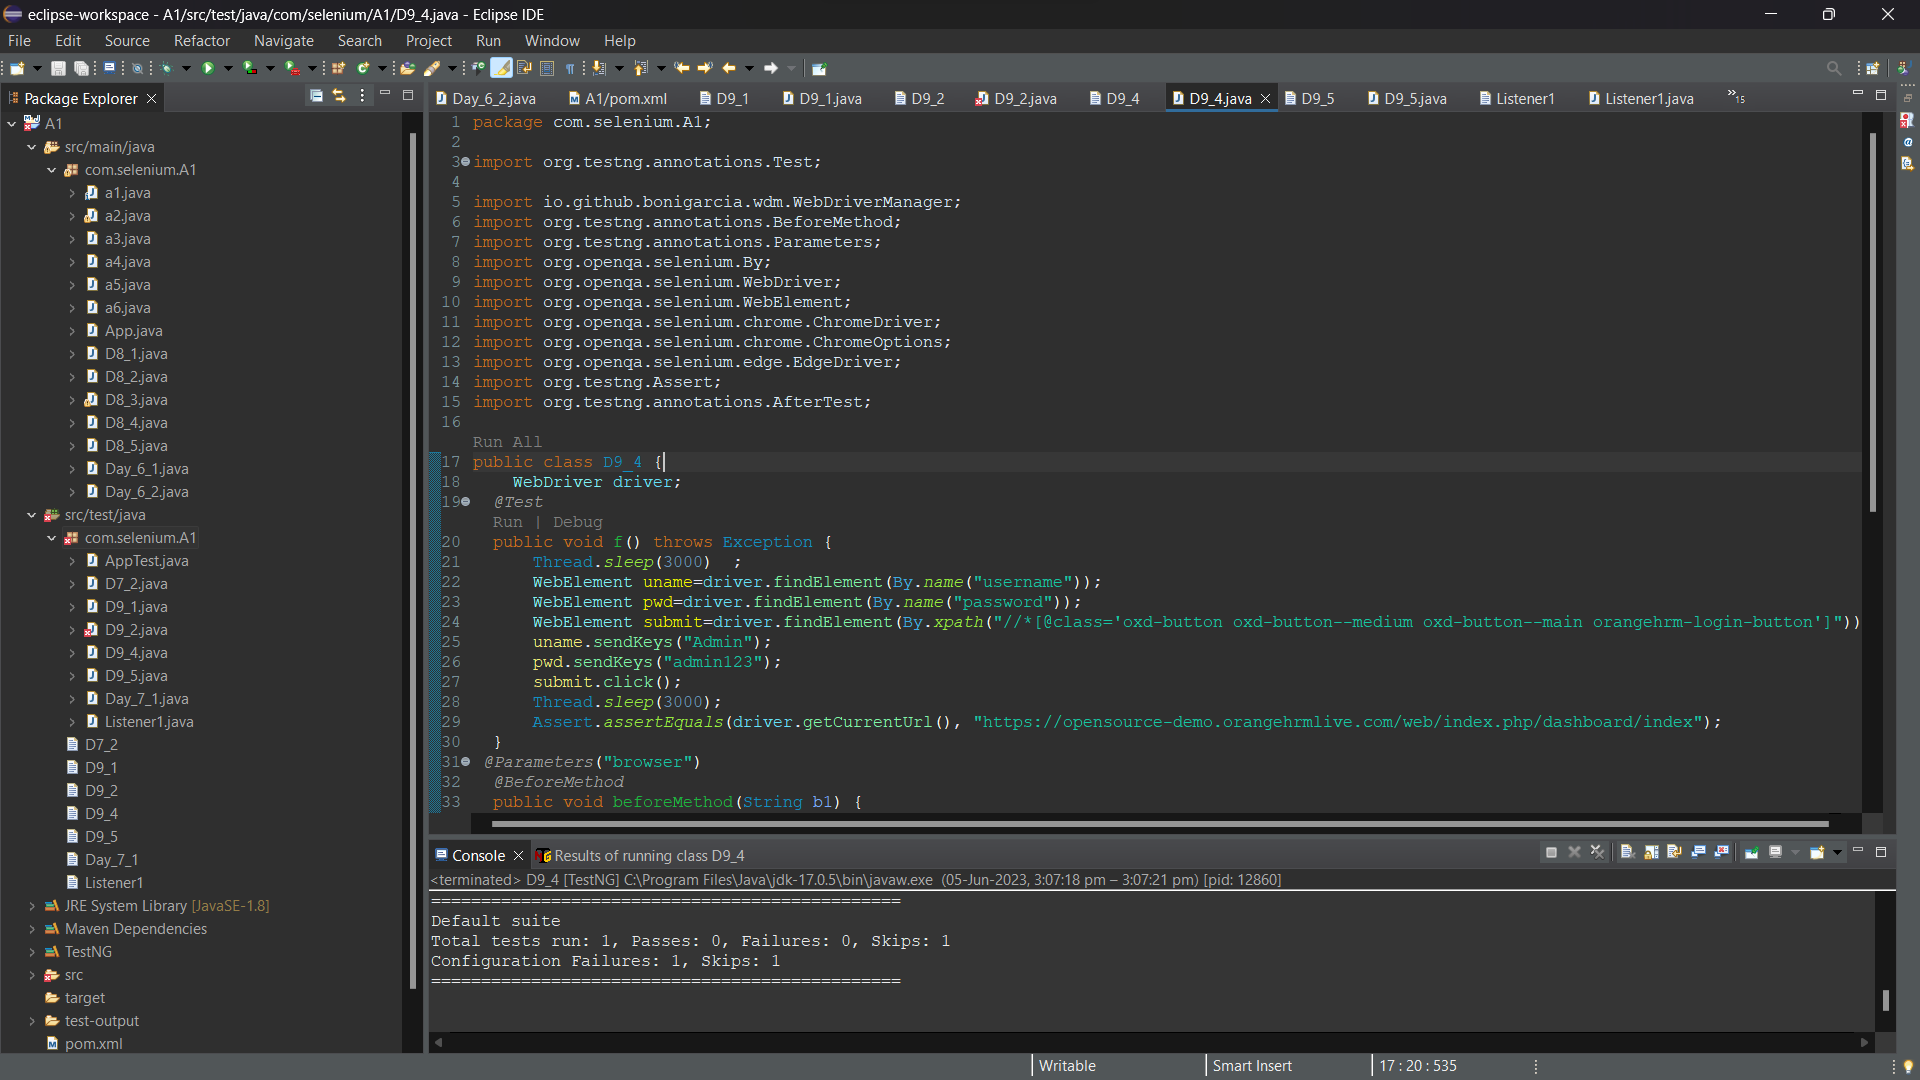 eclipse-workspace - A1/src/test/java/com/selenium/A1/D9_4.java - Eclipse IDE
File Edit Source Refactor Navigate Search Project Run Window Help
Package Explorer
A1
src/main/java
com.selenium.A1
a1.java
a2.java
a3.java
a4.java
a5.java
a6.java
App.java
D8_1.java
D8_2.java
D8_3.java
D8_4.java
D8_5.java
Day_6_1.java
Day_6_2.java
src/test/java
com.selenium.A1
AppTest.java
D7_2.java
D9_1.java
D9_2.java
D9_4.java
D9_5.java
Day_7_1.java
Listener1.java
D7_2
D9_1
D9_2
D9_4
D9_5
Day_7_1
Listener1
JRE System Library [JavaSE-1.8]
Maven Dependencies
TestNG
src
target
test-output
pom.xml
Day_6_2.java A1/pom.xml D9_1 D9_1.java D9_2 D9_2.java D9_4 D9_4.java D9_5 D9_5.java Listener1 Listener1.java »15
1 package com.selenium.A1;
2
3 import org.testng.annotations.Test;
4
5 import io.github.bonigarcia.wdm.WebDriverManager;
6 import org.testng.annotations.BeforeMethod;
7 import org.testng.annotations.Parameters;
8 import org.openqa.selenium.By;
9 import org.openqa.selenium.WebDriver;
10 import org.openqa.selenium.WebElement;
11 import org.openqa.selenium.chrome.ChromeDriver;
12 import org.openqa.selenium.chrome.ChromeOptions;
13 import org.openqa.selenium.edge.EdgeDriver;
14 import org.testng.Assert;
15 import org.testng.annotations.AfterTest;
16
Run All
17 public class D9_4 {
18 WebDriver driver;
19 @Test
Run | Debug
20 public void f() throws Exception {
21 Thread.sleep(3000) ;
22 WebElement uname=driver.findElement(By.name("username"));
23 WebElement pwd=driver.findElement(By.name("password"));
24 WebElement submit=driver.findElement(By.xpath("//*[@class='oxd-button oxd-button--medium oxd-button--main orangehrm-login-button']"))
25 uname.sendKeys("Admin");
26 pwd.sendKeys("admin123");
27 submit.click();
28 Thread.sleep(3000);
29 Assert.assertEquals(driver.getCurrentUrl(), "https://opensource-demo.orangehrmlive.com/web/index.php/dashboard/index");
30 }
31 @Parameters("browser")
32 @BeforeMethod
33 public void beforeMethod(String b1) {
Console Results of running class D9_4
<terminated> D9_4 [TestNG] C:\Program Files\Java\jdk-17.0.5\bin\javaw.exe (05-Jun-2023, 3:07:18 pm – 3:07:21 pm) [pid: 12860]
===============================================
Default suite
Total tests run: 1, Passes: 0, Failures: 0, Skips: 1
Configuration Failures: 1, Skips: 1
===============================================
Writable Smart Insert 17 : 20 : 535